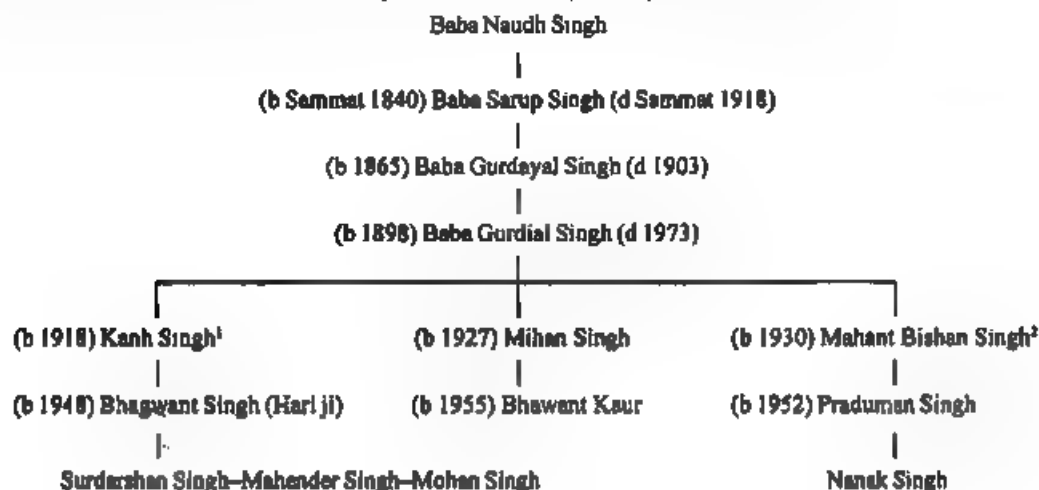 Baba Naudh Singh
(b Sammat 1840) Baba Sarup Singh (d Sammat 1918)
(b 1865) Baba Gurdayal Singh (d 1903)
(b 1898) Baba Gurdial Singh (d 1973)
(b 1918) Kanh Singh¹ (b 1927) Mihan Singh (b 1930) Mahant Bishan Singh²
(b 1948) Bhagwant Singh (Hari ji) (b 1955) Bhawant Kaur (b 1952) Praduman Singh
Surdarshan Singh–Mahender Singh–Mohan Singh Nanak Singh